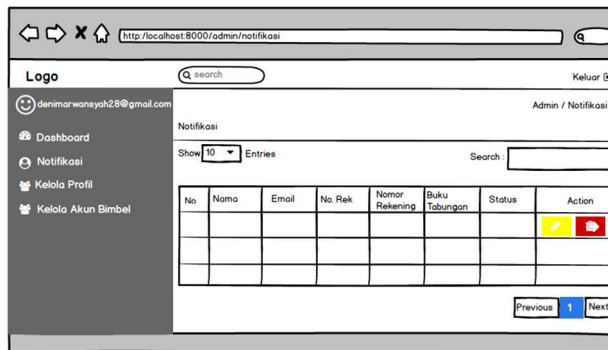 http:/localhost:8000/admin/notifikasi
Logo
search
Keluar
denimarwansyah28@gmail.com
Admin / Notifikasi
Dashboard
Notifikasi
Kelola Profil
Kelola Akun Bimbel
Notifikasi
Show 10 Entries
Search :
No Nama Email No. Rek Nomor Rekening Buku Tabungan Status Action
Previous 1 Next